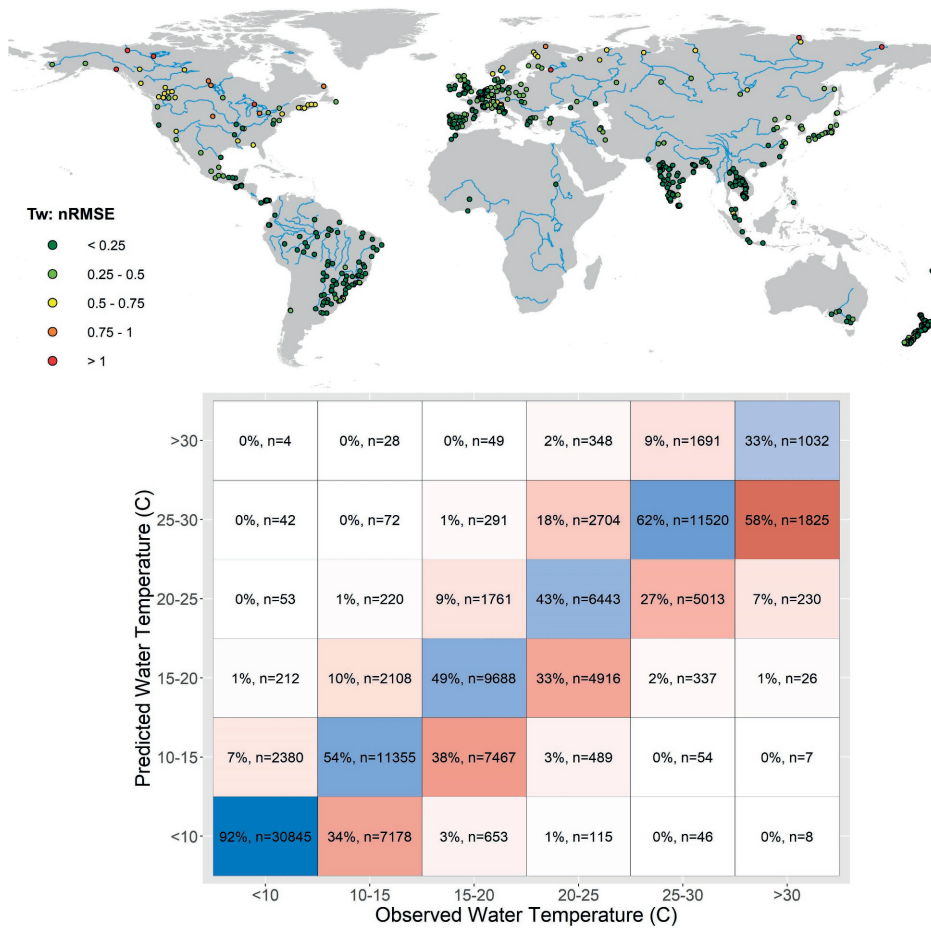 Tw: nRMSE
< 0.25
0.25 - 0.5
0.5 - 0.75
0.75 - 1
> 1
Predicted Water Temperature (C)
>30
0%, n=4
0%, n=28
0%, n=49
2%, n=348
9%, n=1691
33%, n=1032
25-30
0%, n=42
0%, n=72
1%, n=291
18%, n=2704
62%, n=11520
58%, n=1825
20-25
0%, n=53
1%, n=220
9%, n=1761
43%, n=6443
27%, n=5013
7%, n=230
15-20
1%, n=212
10%, n=2108
49%, n=9688
33%, n=4916
2%, n=337
1%, n=26
10-15
7%, n=2380
54%, n=11355
38%, n=7467
3%, n=489
0%, n=54
0%, n=7
<10
92%, n=30845
34%, n=7178
3%, n=653
1%, n=115
0%, n=46
0%, n=8
<10
10-15
15-20
20-25
25-30
>30
Observed Water Temperature (C)